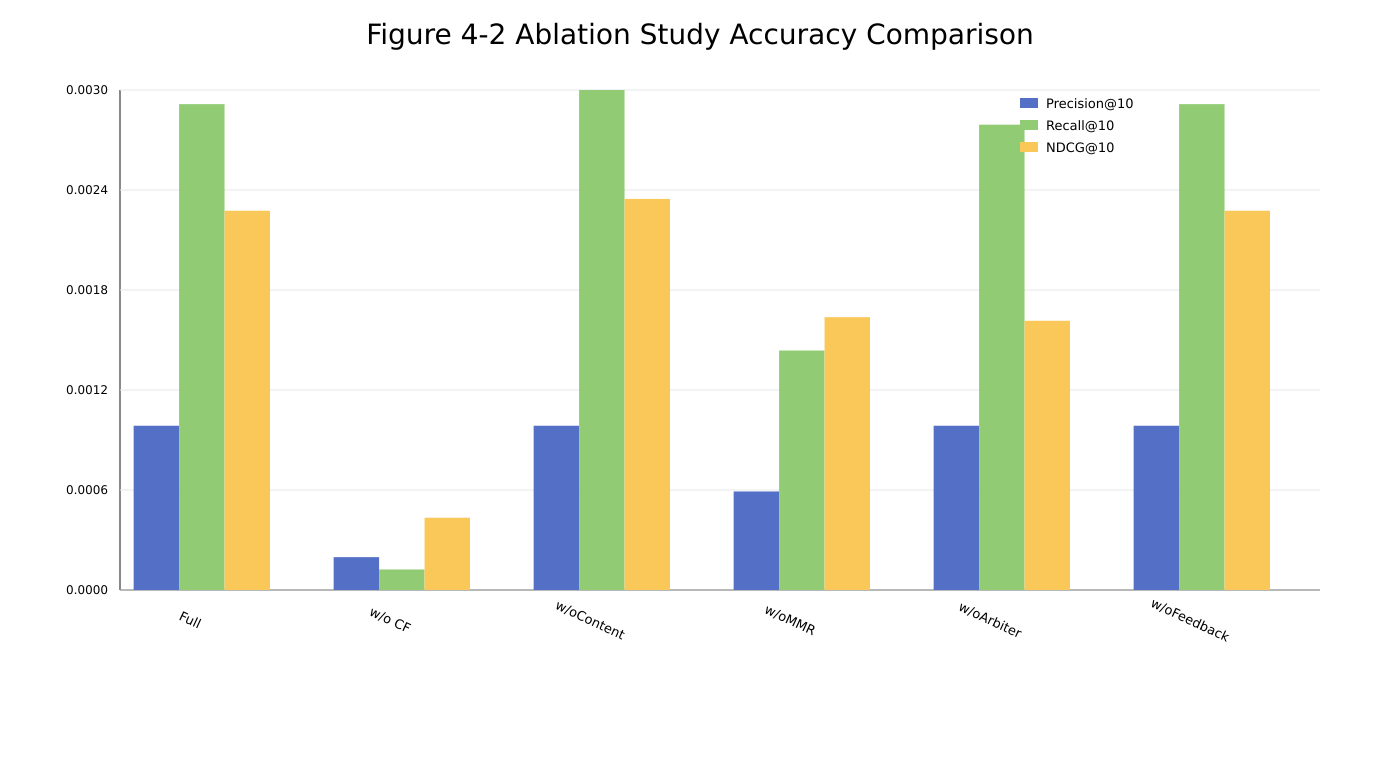 Figure 4-2 Ablation Study Accuracy Comparison
0.0030
0.0024
0.0018
0.0012
0.0006
0.0000
Precision@10
Recall@10
NDCG@10
Full
w/o CF
w/oContent
w/oMMR
w/oArbiter
w/oFeedback